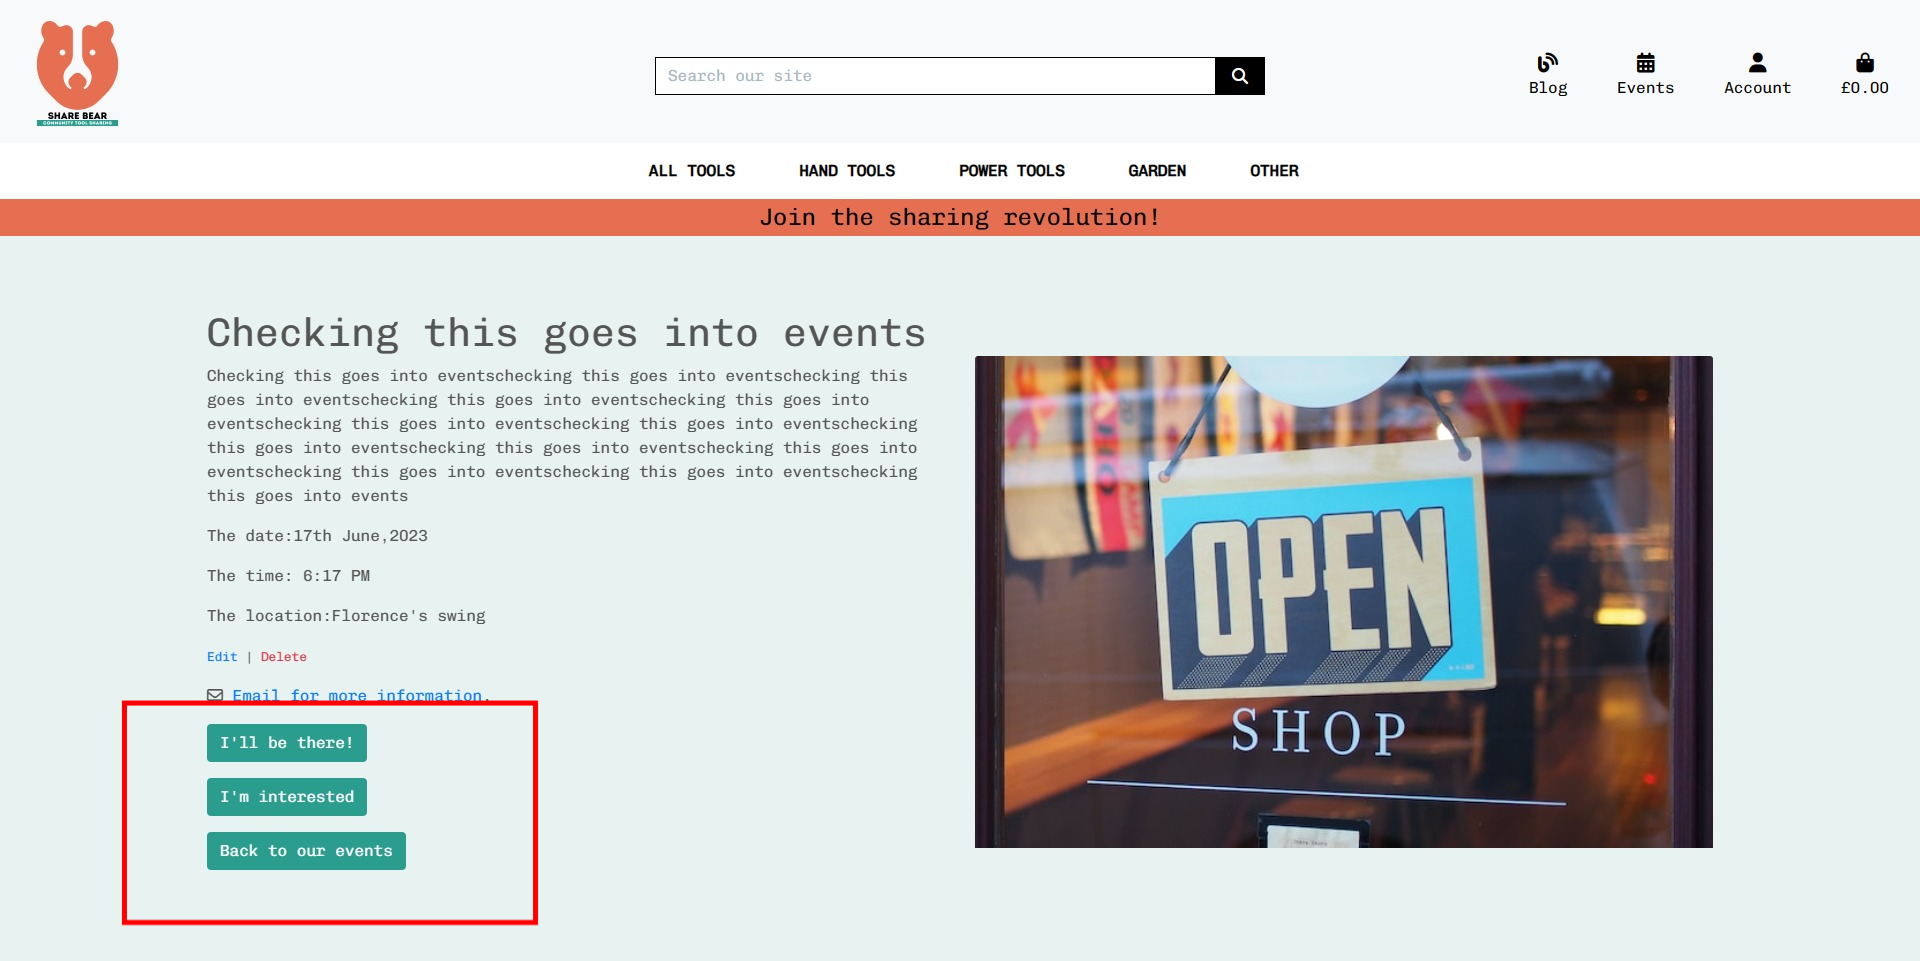 SHARE BEAR
COMMUNITY TOOL SHARING
Search our site
Blog
Events
Account
£0.00
ALL TOOLS
HAND TOOLS
POWER TOOLS
GARDEN
OTHER
Join the sharing revolution!
Checking this goes into events
Checking this goes into eventschecking this goes into eventschecking this
goes into eventschecking this goes into eventschecking this goes into
eventschecking this goes into eventschecking this goes into eventschecking
this goes into eventschecking this goes into eventschecking this goes into
eventschecking this goes into eventschecking this goes into eventschecking
this goes into events
The date:17th June,2023
The time: 6:17 PM
The location:Florence's swing
Edit | Delete
Email for more information.
I'll be there!
I'm interested
Back to our events
OPEN
SHOP